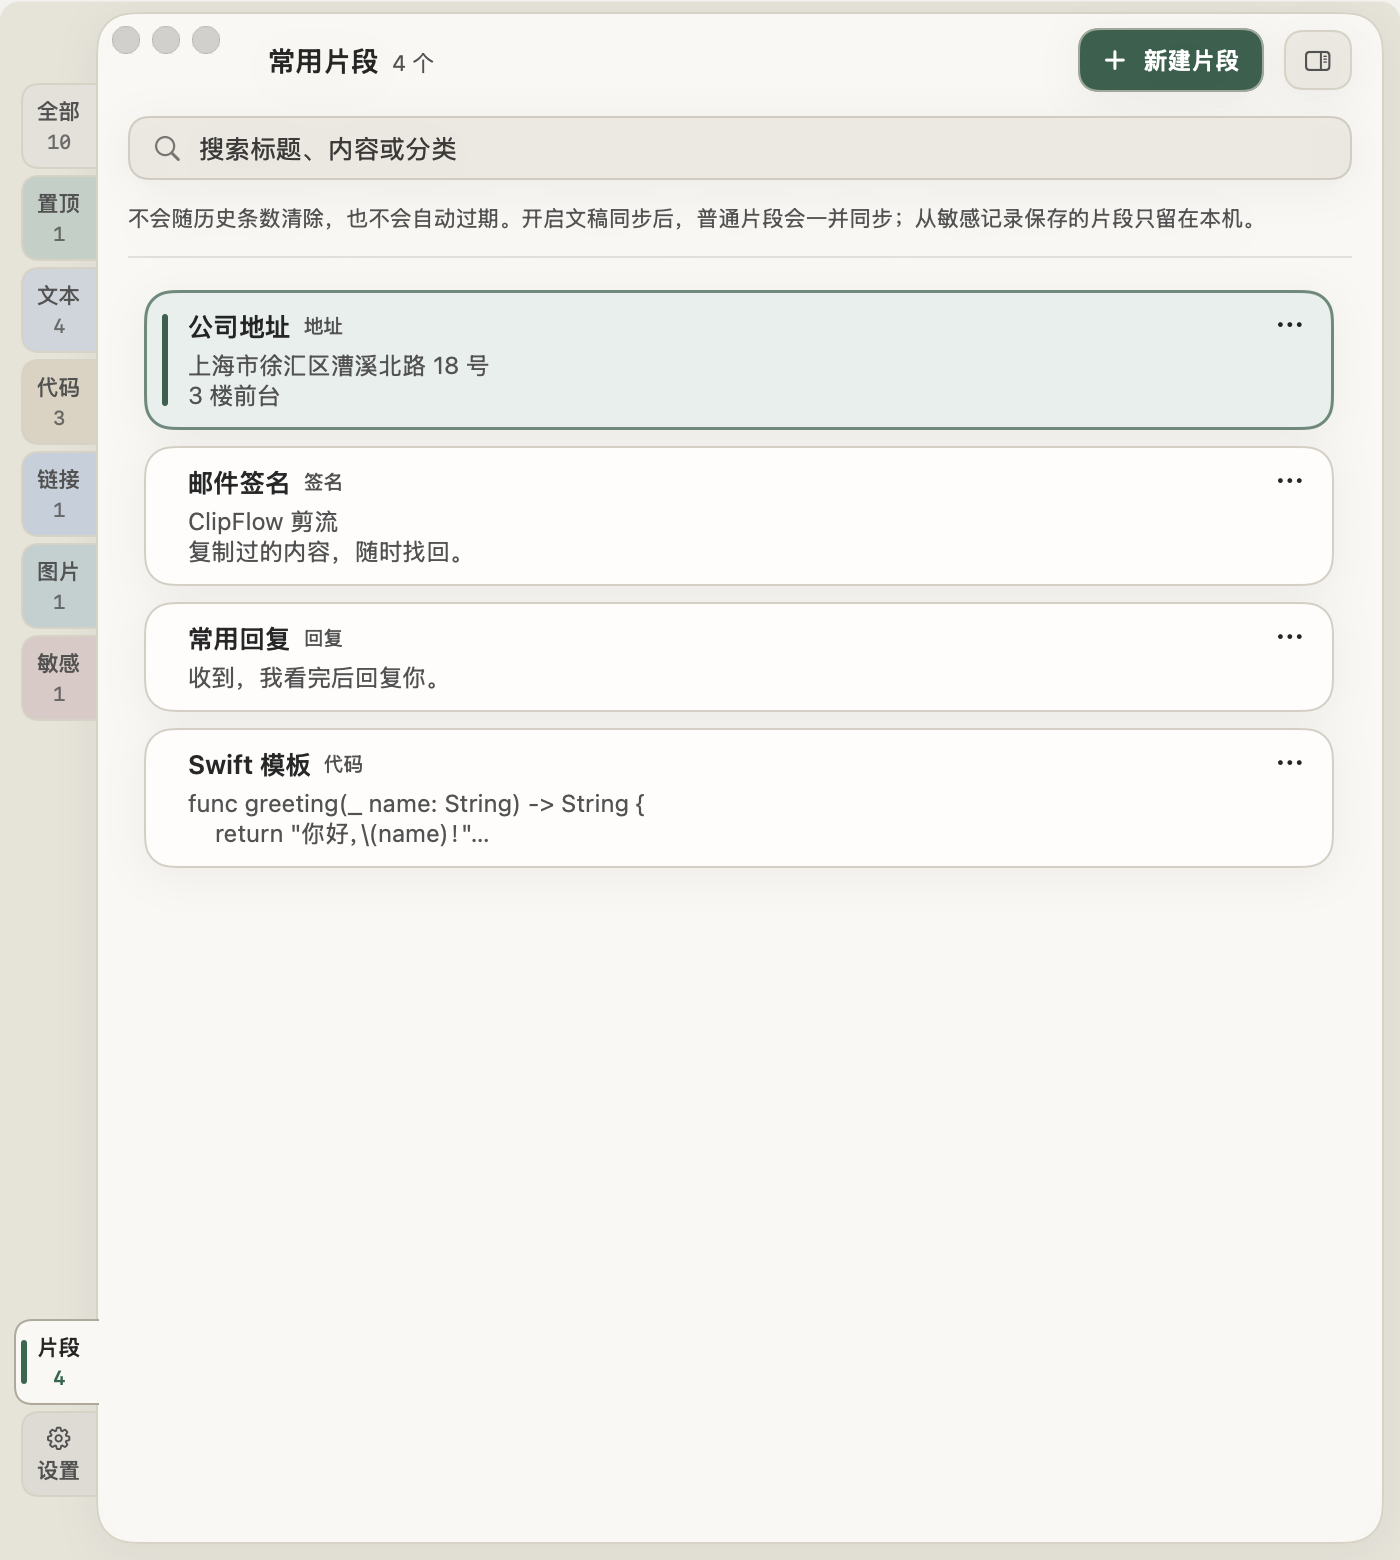 常用片段 4 个
+ 新建片段
全部
10
置顶
1
文本
4
代码
3
链接
1
图片
1
敏感
1
片段
4
设置
搜索标题、内容或分类
不会随历史条数清除，也不会自动过期。开启文稿同步后，普通片段会一并同步；从敏感记录保存的片段只留在本机。
公司地址 地址
上海市徐汇区漕溪北路 18 号
3 楼前台
邮件签名 签名
ClipFlow 剪流
复制过的内容，随时找回。
常用回复 回复
收到，我看完后回复你。
Swift 模板 代码
func greeting(_ name: String) -> String {
    return "你好，\(name)！"...